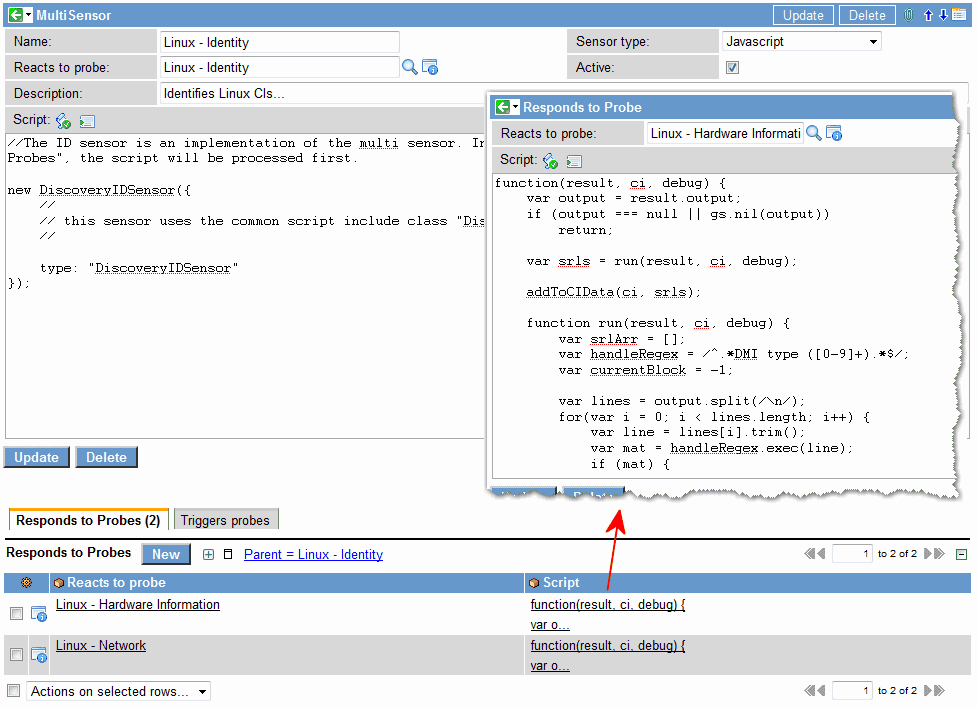 MultiSensor
Update
Delete
Name:
Linux - Identity
Sensor type:
Javascript
Reacts to probe:
Linux - Identity
Active:
Description:
Identifies Linux CIs...
Script:
//The ID sensor is an implementation of the multi sensor. In
Probes", the script will be processed first.
new DiscoveryIDSensor({
//
// this sensor uses the common script include class "Dis
//
type: "DiscoveryIDSensor"
});
Responds to Probe
Reacts to probe:
Linux - Hardware Informati
Script:
function(result, ci, debug) {
var output = result.output;
if (output === null || gs.nil(output))
return;
var srls = run(result, ci, debug);
addToCIData(ci, srls);
function run(result, ci, debug) {
var srlArr = [];
var handleRegex = /^.*DMI type ([0-9]+).*$/;
var currentBlock = -1;
var lines = output.split(/\n/);
for(var i = 0; i < lines.length; i++) {
var line = lines[i].trim();
var mat = handleRegex.exec(line);
if (mat) {
Update
Delete
Responds to Probes (2)
Triggers probes
Responds to Probes
New
Parent = Linux - Identity
1 to 2 of 2
Reacts to probe
Script
Linux - Hardware Information
function(result, ci, debug) {
var o...
Linux - Network
function(result, ci, debug) {
var o...
Actions on selected rows...
1 to 2 of 2